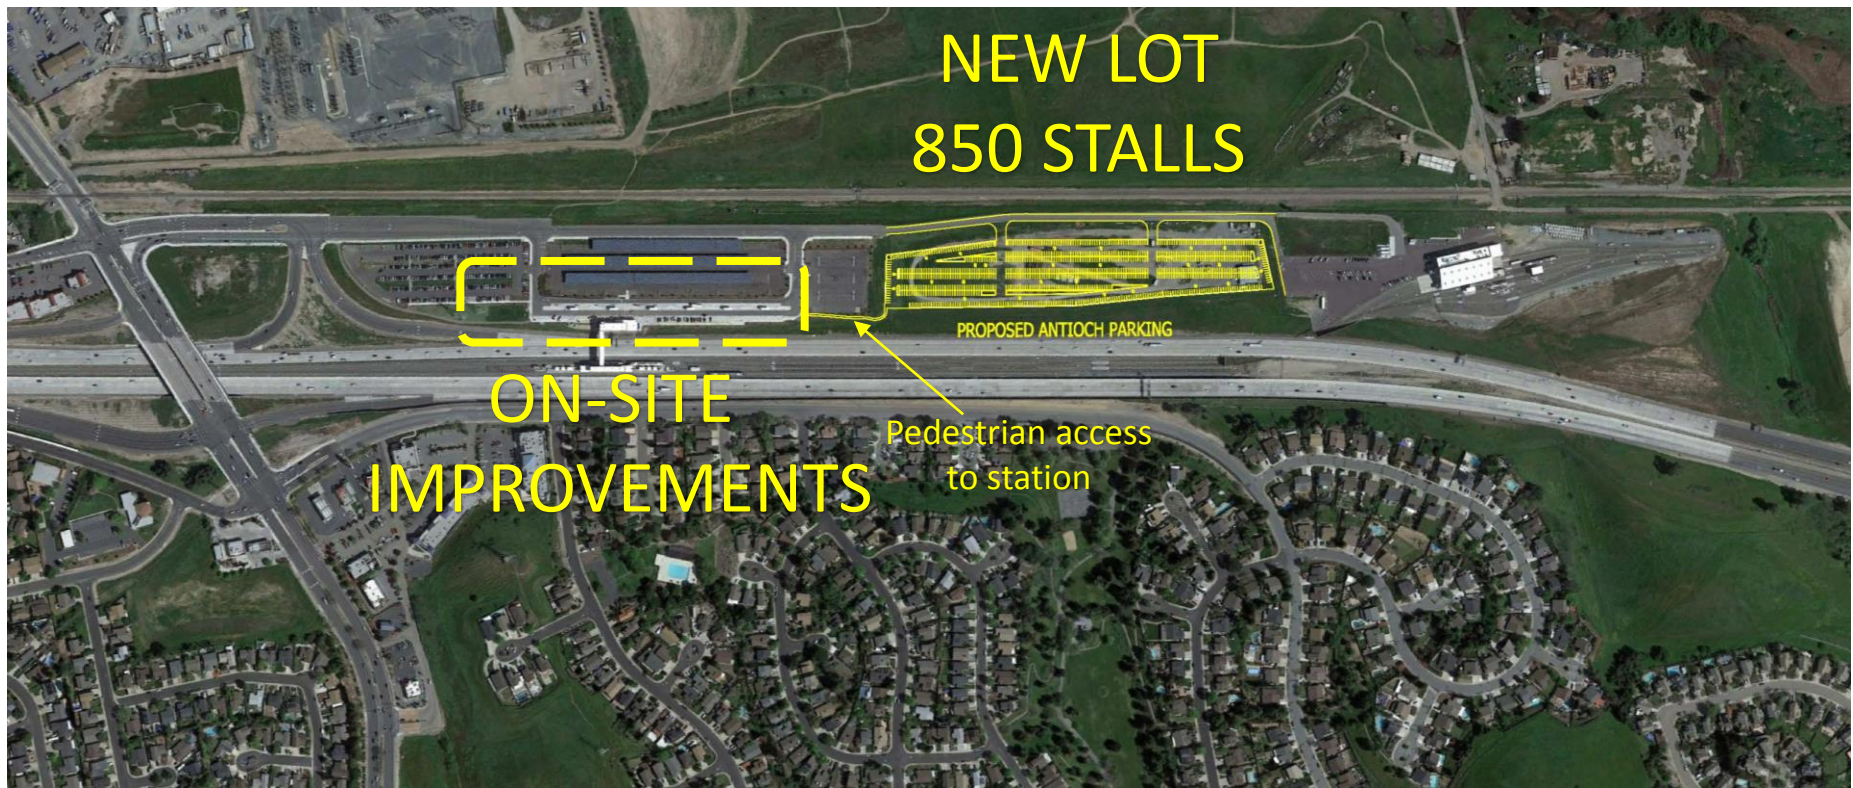 NEW LOT
850 STALLS
PROPOSED ANTIOCH PARKING
ON-SITE
IMPROVEMENTS
Pedestrian access
to station